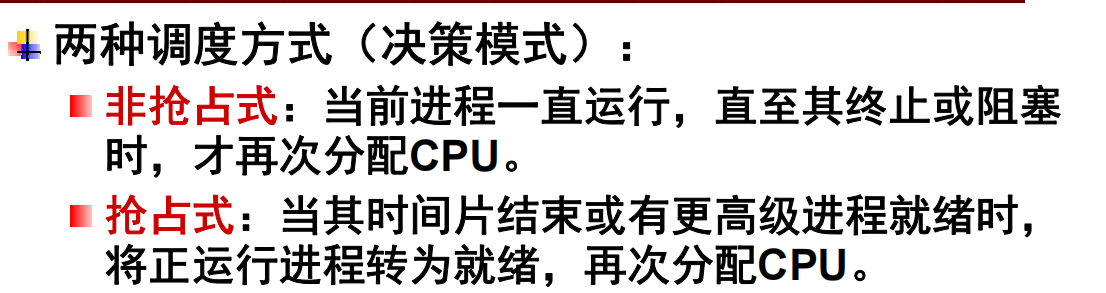 两种调度方式（决策模式）：
非抢占式：当前进程一直运行，直至其终止或阻塞
时，才再次分配CPU。
抢占式：当其时间片结束或有更高级进程就绪时，
将正运行进程转为就绪，再次分配CPU。